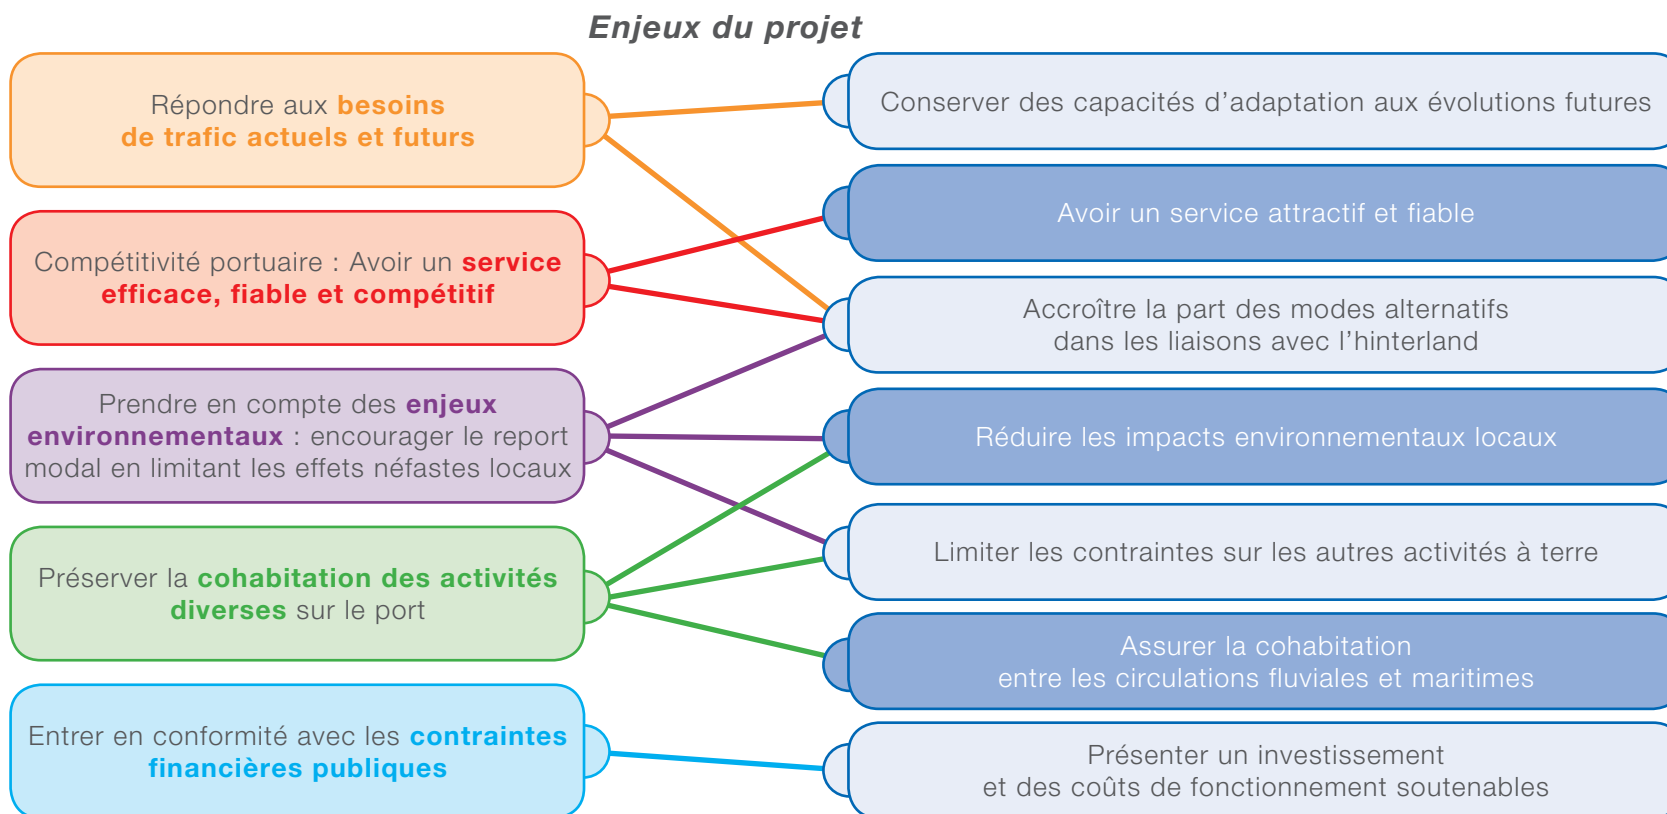 Enjeux du projet
Répondre aux besoins
de trafic actuels et futurs
Compétitivité portuaire : Avoir un service
efficace, fiable et compétitif
Prendre en compte des enjeux
environnementaux : encourager le report
modal en limitant les effets néfastes locaux
Préserver la cohabitation des activités
diverses sur le port
Entrer en conformité avec les contraintes
financières publiques
Conserver des capacités d’adaptation aux évolutions futures
Avoir un service attractif et fiable
Accroître la part des modes alternatifs
dans les liaisons avec l’hinterland
Réduire les impacts environnementaux locaux
Limiter les contraintes sur les autres activités à terre
Assurer la cohabitation
entre les circulations fluviales et maritimes
Présenter un investissement
et des coûts de fonctionnement soutenables